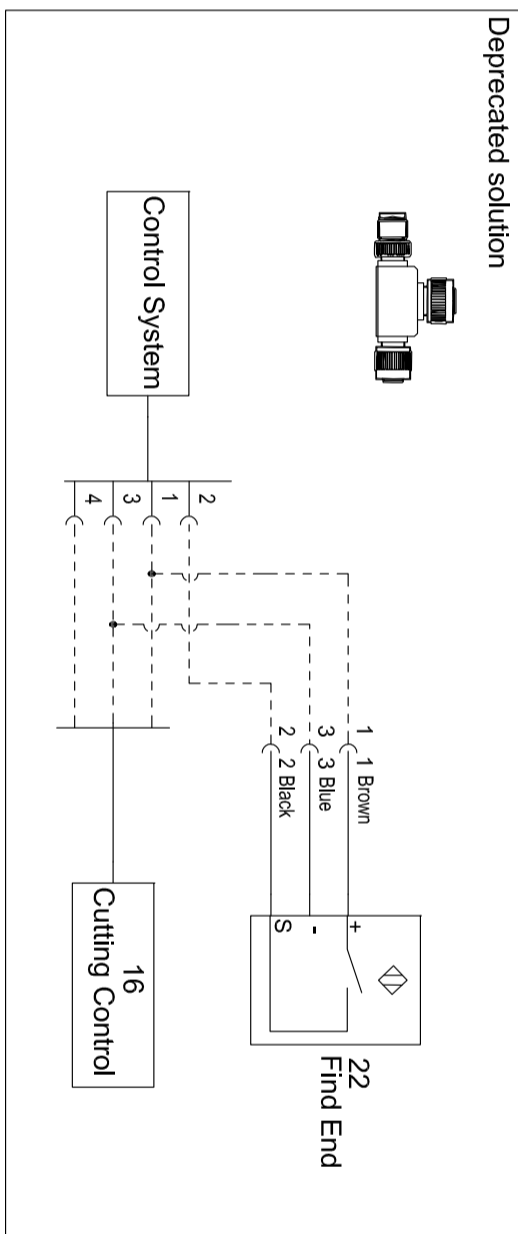 Deprecated solution
Control System
2
1
3
4
1
1 Brown
3
3 Blue
2
2 Black
+
-
S
22
Find End
16
Cutting Control